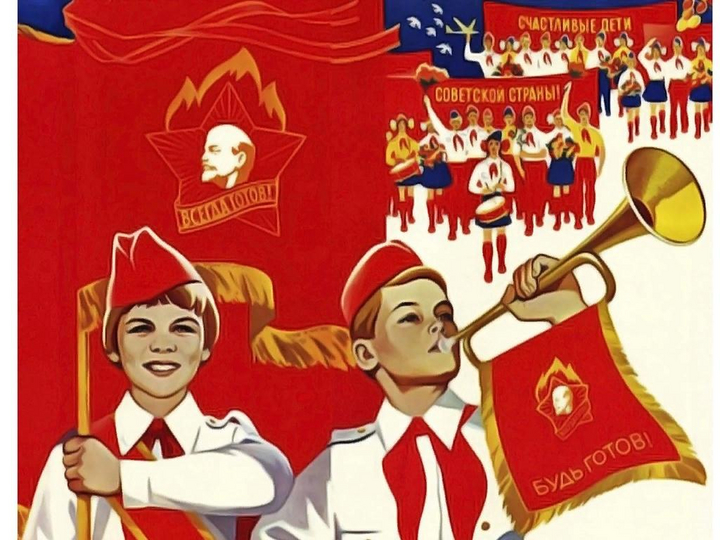 СЧАСТЛИВЫЕ ДЕТИ
СОВЕТСКОЙ СТРАНЫ!
ВСЕГДА ГОТОВ!
БУДЬ ГОТОВ!